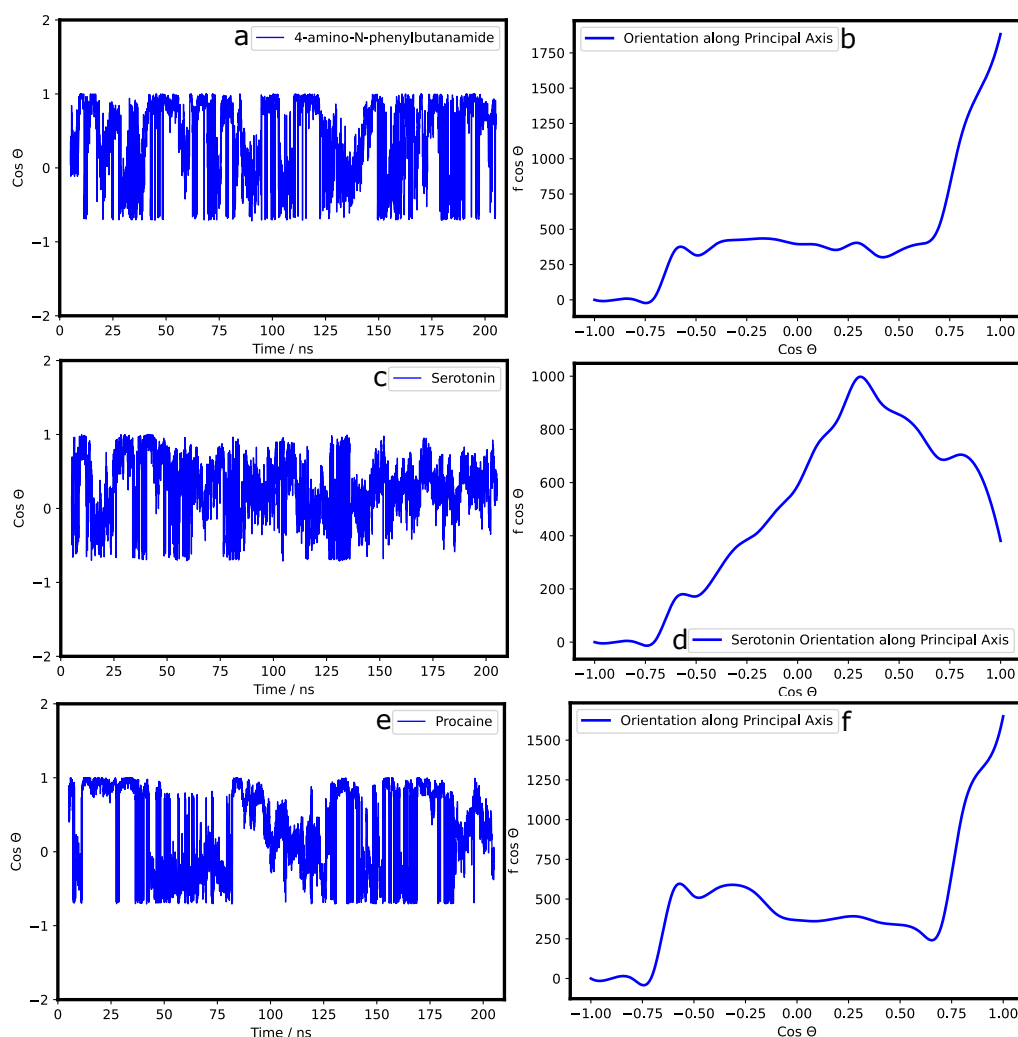 a
4-amino-N-phenylbutanamide
2
1
0
−1
−2
Cos Θ
0 25 50 75 100 125 150 175 200
Time / ns
Orientation along Principal Axis
b
1750
1500
1250
1000
750
500
250
0
f cos Θ
−1.00 −0.75 −0.50 −0.25 0.00 0.25 0.50 0.75 1.00
Cos Θ
c
Serotonin
2
1
0
−1
−2
Cos Θ
0 25 50 75 100 125 150 175 200
Time / ns
1000
800
600
400
200
0
f cos Θ
d
Serotonin Orientation along Principal Axis
−1.00 −0.75 −0.50 −0.25 0.00 0.25 0.50 0.75 1.00
Cos Θ
e
Procaine
2
1
0
−1
−2
Cos Θ
0 25 50 75 100 125 150 175 200
Time / ns
Orientation along Principal Axis
f
1500
1250
1000
750
500
250
0
f cos Θ
−1.00 −0.75 −0.50 −0.25 0.00 0.25 0.50 0.75 1.00
Cos Θ